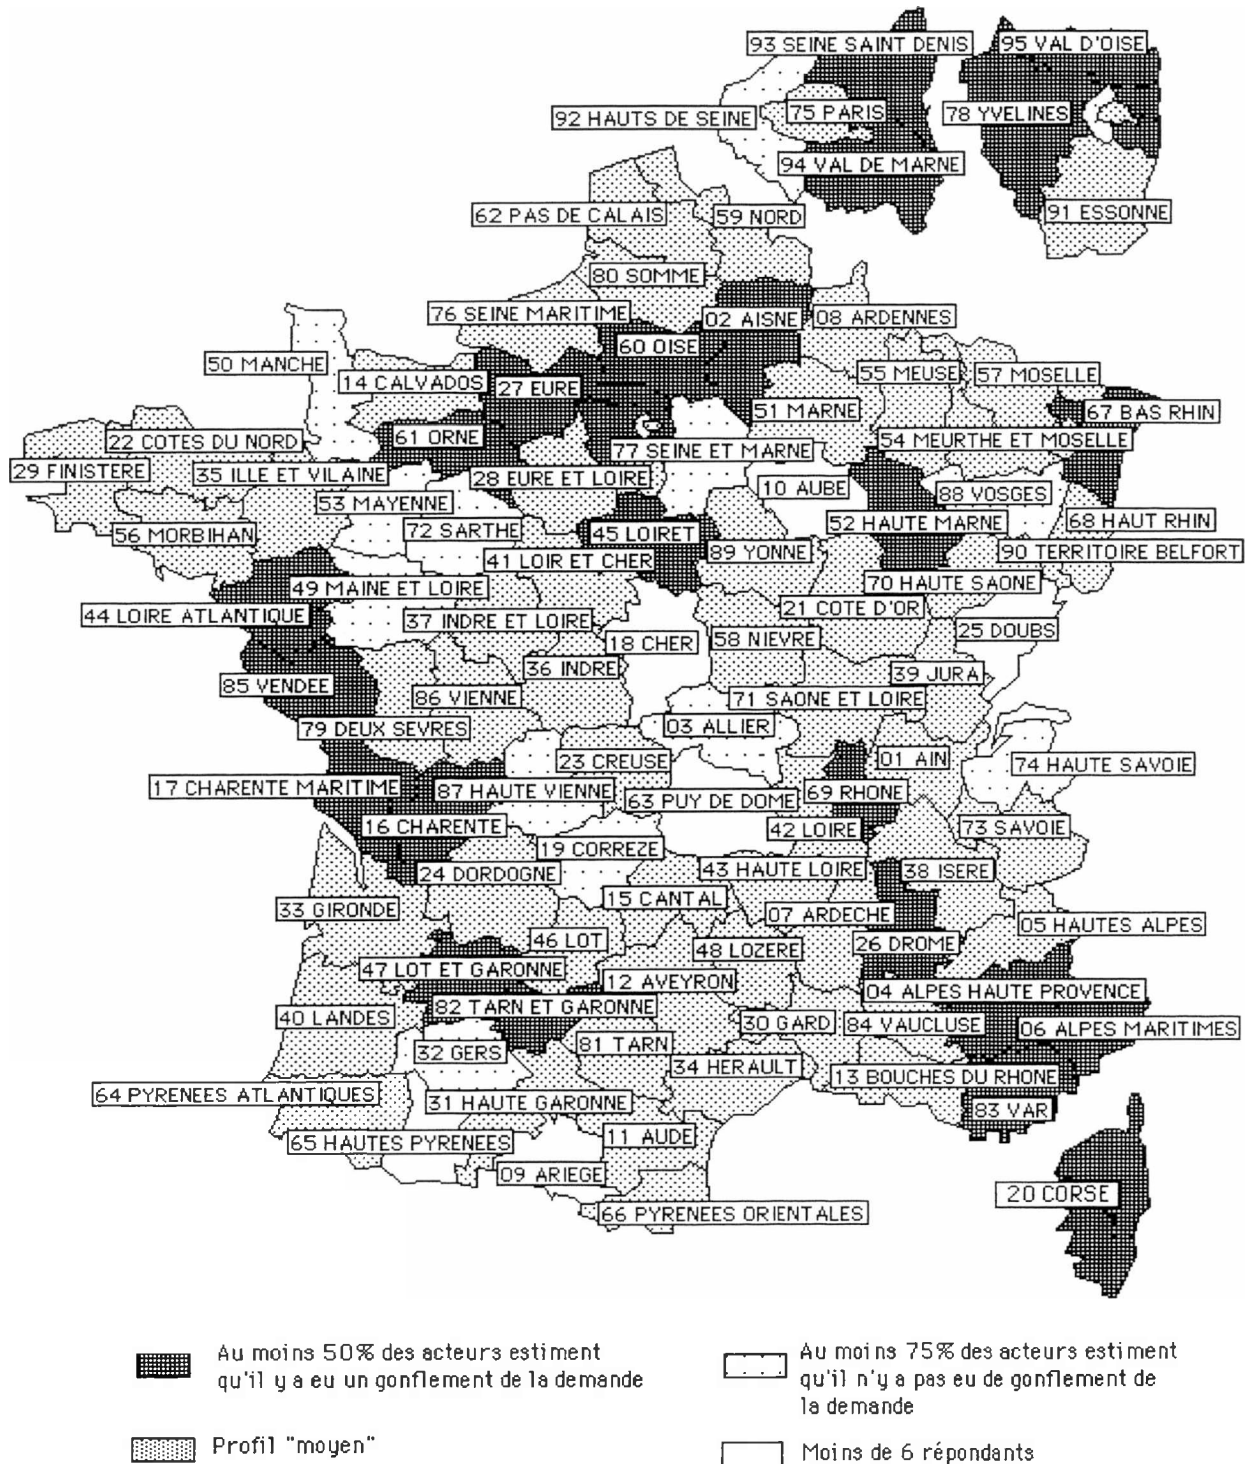 93 SEINE SAINT DENIS
95 VAL D'OISE
92 HAUTS DE SEINE
75 PARIS
78 YVELINES
94 VAL DE MARNE
62 PAS DE CALAIS
59 NORD
91 ESSONNE
80 SOMME
76 SEINE MARITIME
02 AISNE
08 ARDENNES
60 OISE
50 MANCHE
14 CALVADOS
27 EURE
55 MEUSE
57 MOSELLE
51 MARNE
67 BAS RHIN
22 COTES DU NORD
61 ORNE
54 MEURTHE ET MOSELLE
77 SEINE ET MARNE
29 FINISTERE
35 ILLE ET VILAINE
28 EURE ET LOIRE
10 AUBE
88 VOSGES
53 MAYENNE
72 SARTHE
52 HAUTE MARNE
68 HAUT RHIN
56 MORBIHAN
45 LOIRET
89 YONNE
90 TERRITOIRE BELFORT
41 LOIR ET CHER
70 HAUTE SAONE
49 MAINE ET LOIRE
44 LOIRE ATLANTIQUE
37 INDRE ET LOIRE
21 COTE D'OR
25 DOUBS
18 CHER
58 NIEVRE
36 INDRE
39 JURA
85 VENDEE
86 VIENNE
71 SAONE ET LOIRE
79 DEUX SEVRES
03 ALLIER
23 CREUSE
01 AIN
74 HAUTE SAVOIE
17 CHARENTE MARITIME
87 HAUTE VIENNE
63 PUY DE DOME
69 RHONE
16 CHARENTE
42 LOIRE
73 SAVOIE
19 CORREZE
24 DORDOGNE
43 HAUTE LOIRE
38 ISERE
15 CANTAL
33 GIRONDE
07 ARDECHE
05 HAUTES ALPES
46 LOT
48 LOZERE
26 DROME
47 LOT ET GARONNE
12 AVEYRON
04 ALPES HAUTE PROVENCE
82 TARN ET GARONNE
40 LANDES
30 GARD
84 VAUCLUSE
06 ALPES MARITIMES
32 GERS
81 TARN
34 HERAULT
13 BOUCHES DU RHONE
64 PYRENEES ATLANTIQUES
31 HAUTE GARONNE
83 VAR
65 HAUTES PYRENEES
11 AUDE
09 ARIEGE
20 CORSE
66 PYRENEES ORIENTALES
Au moins 50% des acteurs estiment
qu'il y a eu un gonflement de la demande
Au moins 75% des acteurs estiment
qu'il n'y a pas eu de gonflement de
la demande
Profil "moyen"
Moins de 6 répondants